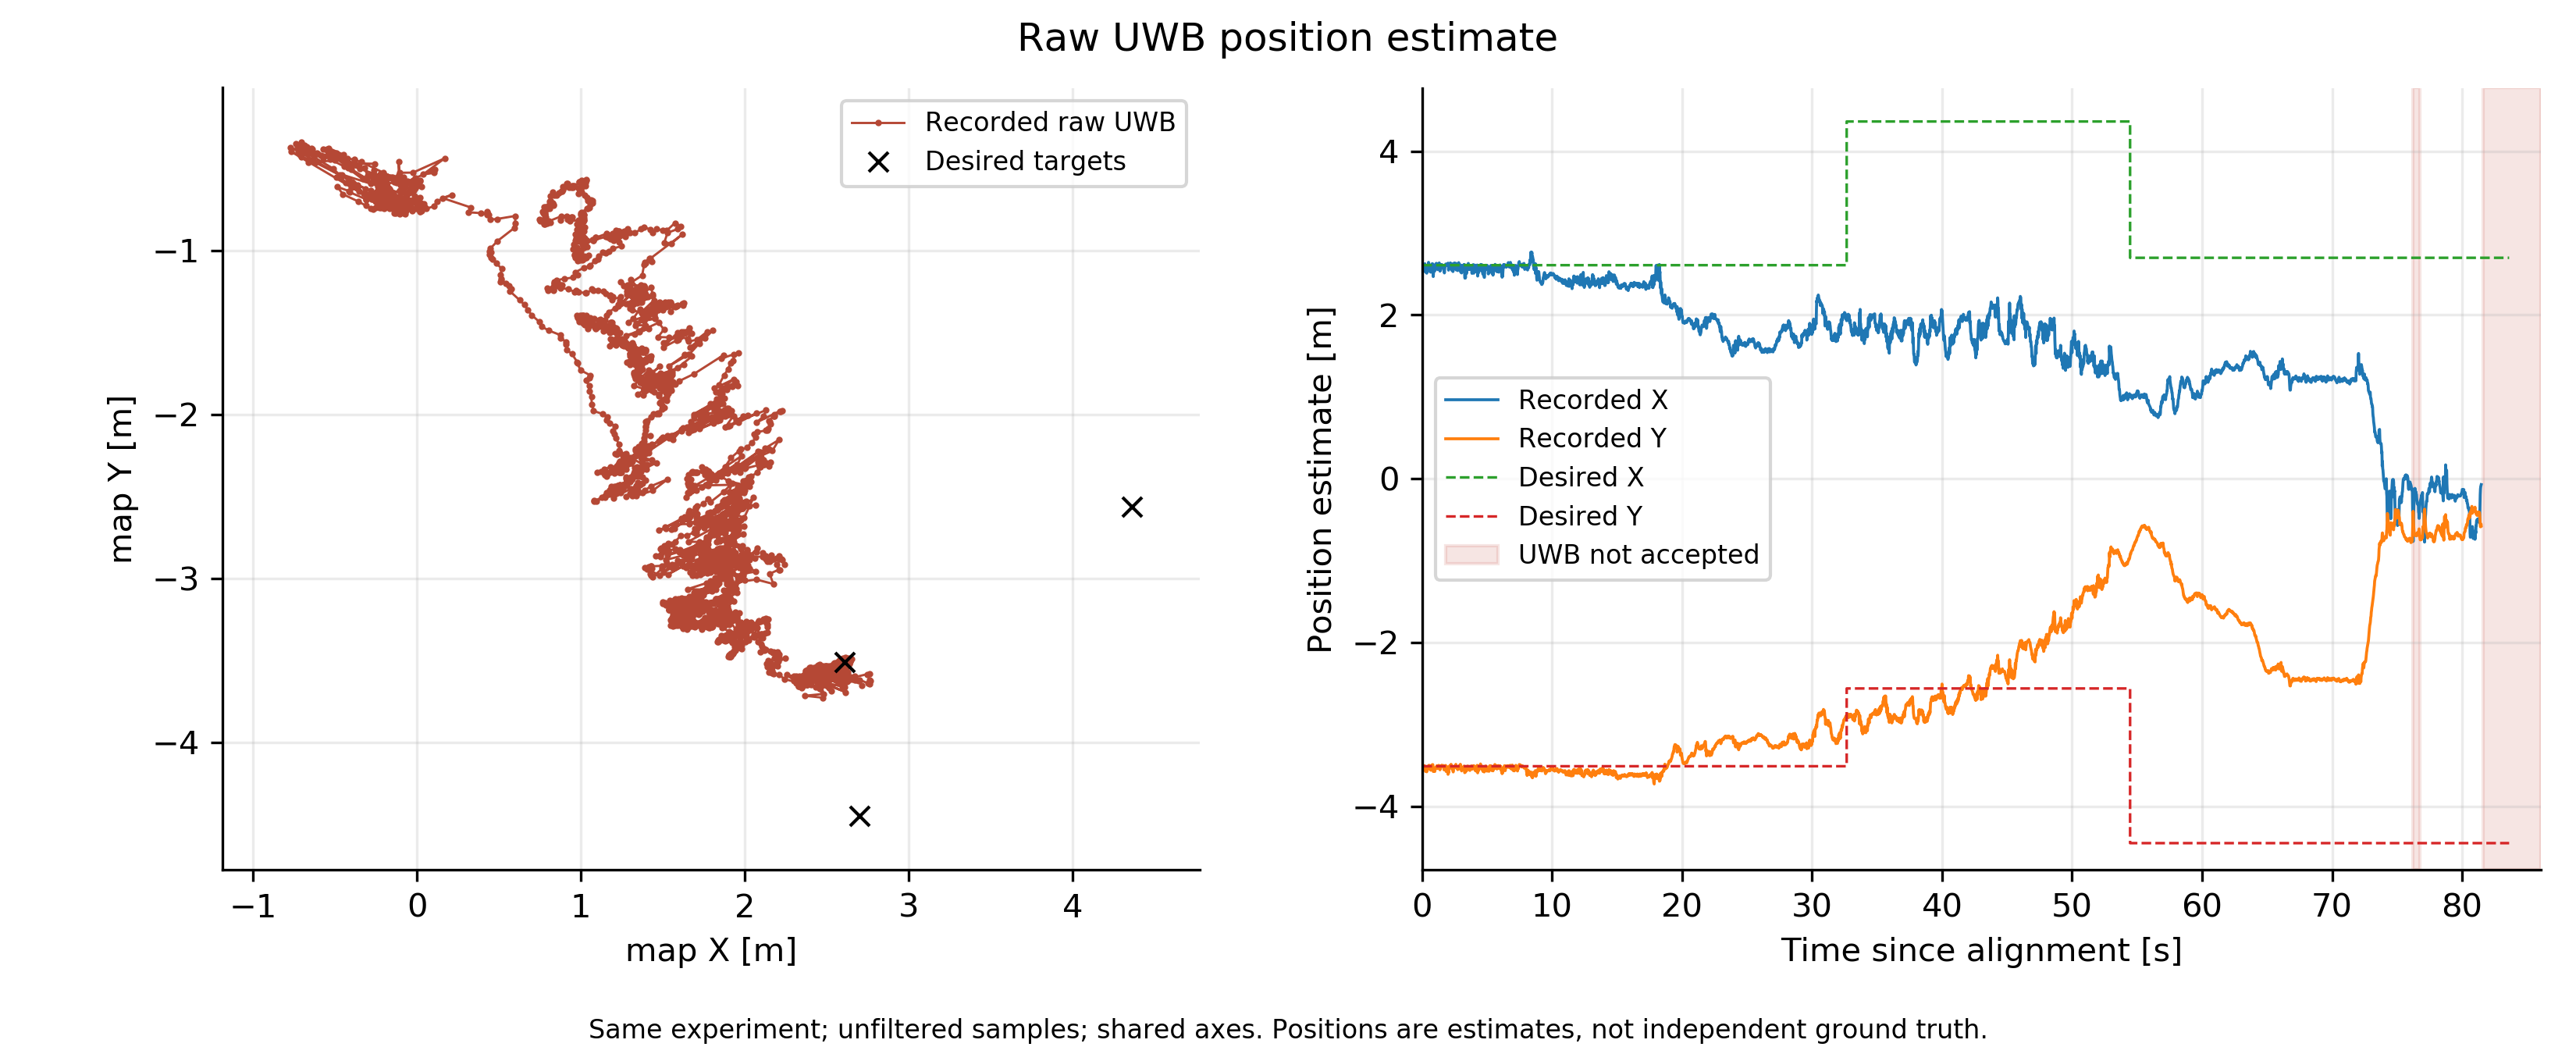 Raw UWB position estimate
Recorded raw UWB
Desired targets
−1
−2
−3
−4
map Y [m]
−1 0 1 2 3 4
map X [m]
4
2
0
−2
−4
Position estimate [m]
Recorded X
Recorded Y
Desired X
Desired Y
UWB not accepted
0 10 20 30 40 50 60 70 80
Time since alignment [s]
Same experiment; unfiltered samples; shared axes. Positions are estimates, not independent ground truth.